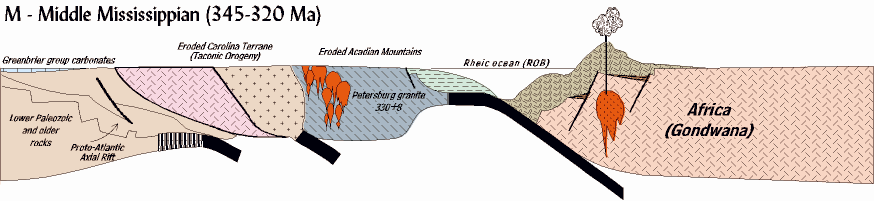 M - Middle Mississippian (345-320 Ma)
Eroded Carolina Terrane
(Taconic Orogeny)
Eroded Acadian Mountains
Greenbrier group carbonates
Rheic ocean (ROB)
Petersburg granite
330+8
Lower Paleozoic
and older
rocks
Proto-Atlantic
Axial Rift
Africa
(Gondwana)